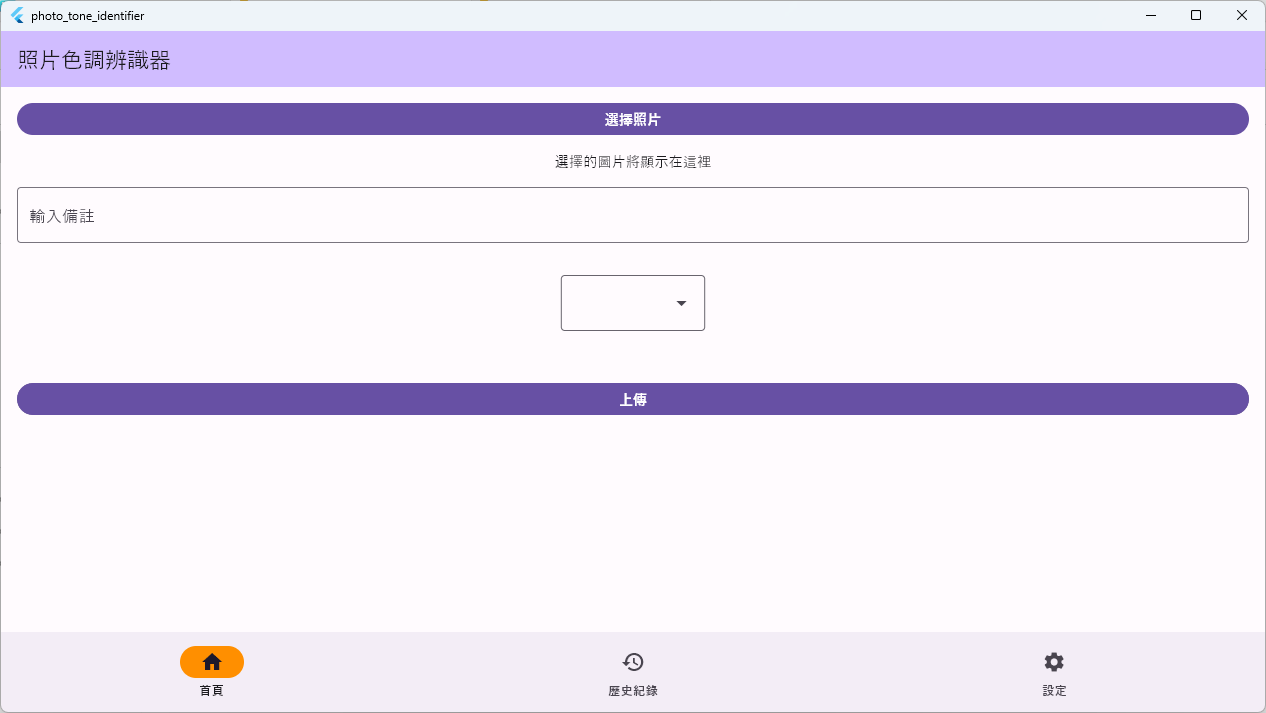 photo_tone_identifier
照片色調辨識器
選擇照片
選擇的圖片將顯示在這裡
輸入備註
上傳
首頁
歷史紀錄
設定